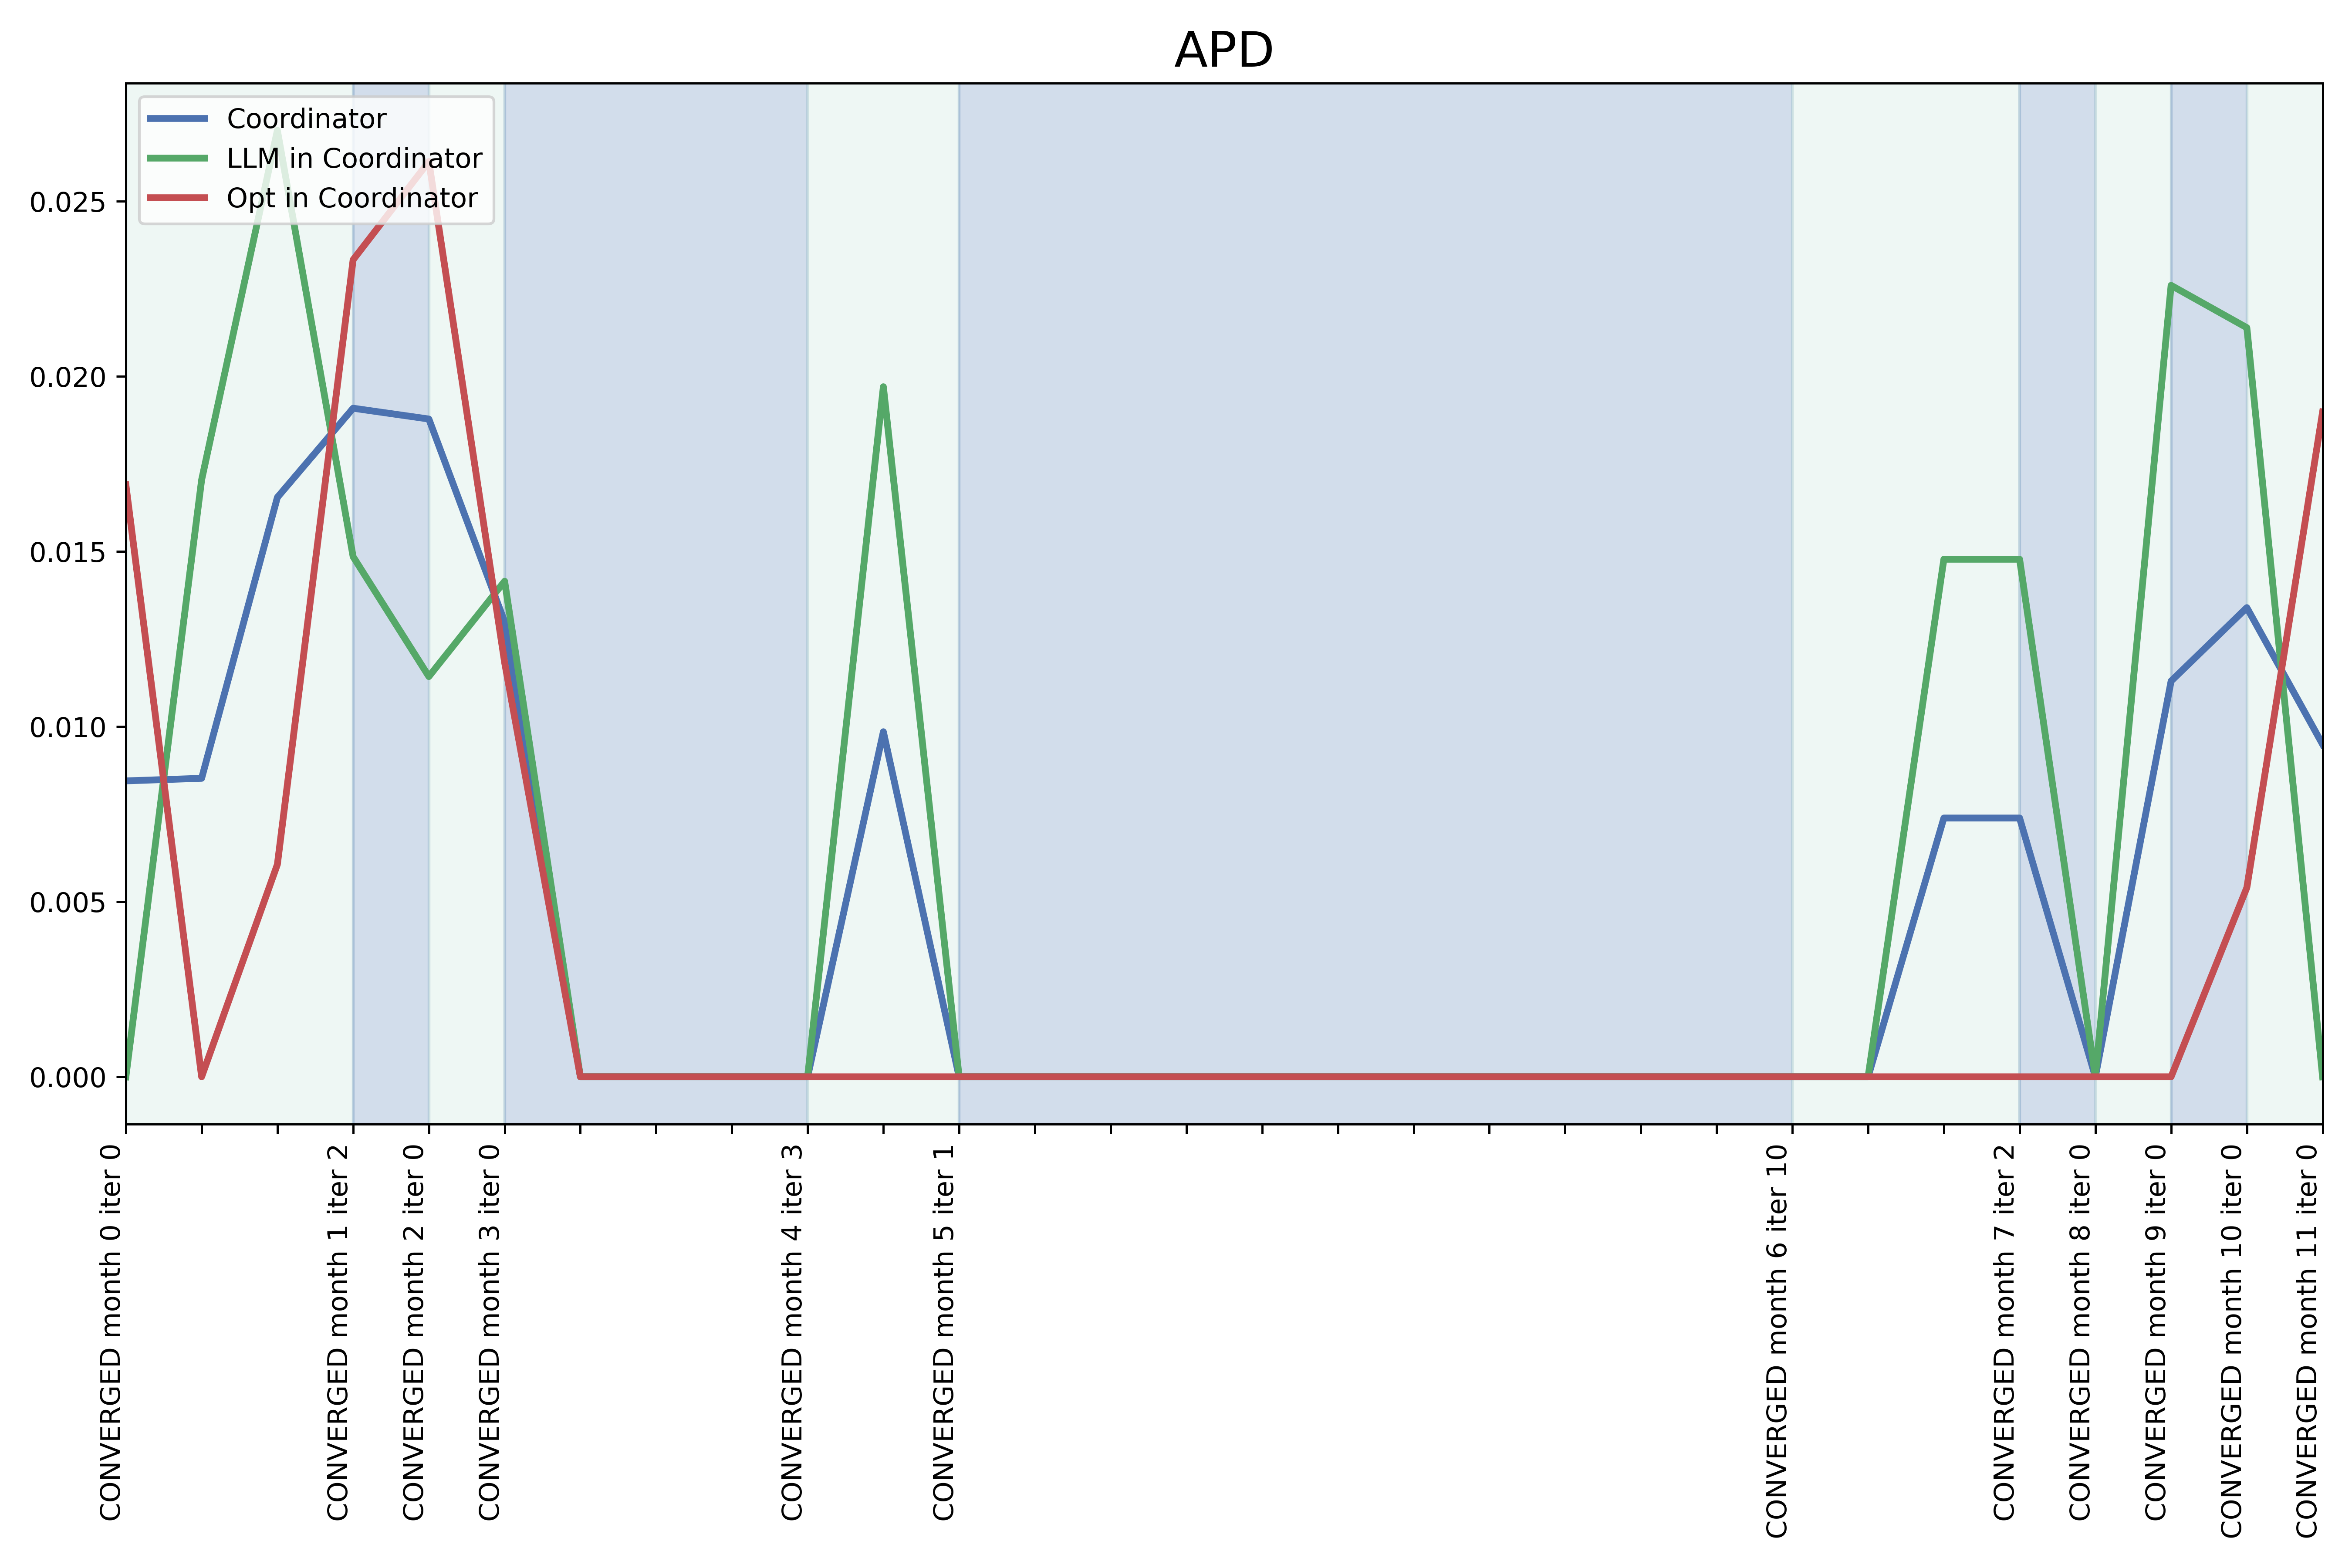 APD
Coordinator
LLM in Coordinator
Opt in Coordinator
0.025
0.020
0.015
0.010
0.005
0.000
CONVERGED month 0 iter 0
CONVERGED month 1 iter 2
CONVERGED month 2 iter 0
CONVERGED month 3 iter 0
CONVERGED month 4 iter 3
CONVERGED month 5 iter 1
CONVERGED month 6 iter 10
CONVERGED month 7 iter 2
CONVERGED month 8 iter 0
CONVERGED month 9 iter 0
CONVERGED month 10 iter 0
CONVERGED month 11 iter 0